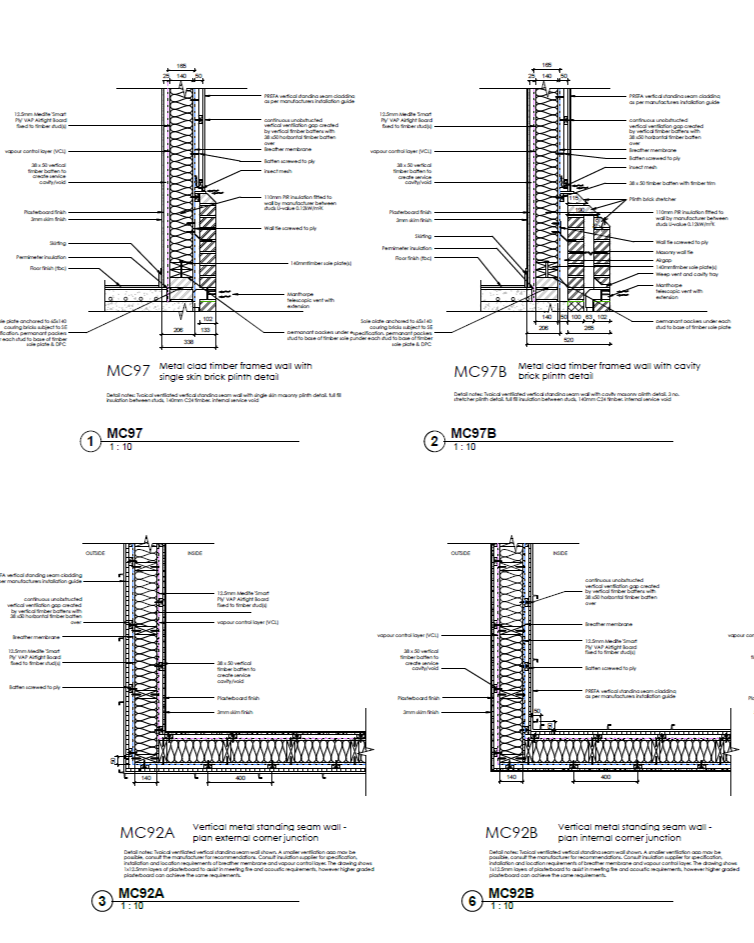 165
25 140 50
PREFA vertical standing seam cladding
as per manufactures installation guide
12.5mm Medite 'Smart
Ply' VAP Airtight Board
fixed to timber stud(s)
continuous unobstructed
vertical ventilation gap created
by vertical timber battens with
38 x50 horizontal timber batten
over
vapour control layer (VCL)
Breather membrane
Batten screwed to ply
38 x 50 vertical
timber batten to
create service
cavity/void
insect mesh
110mm PIR insulation fitted to
wall by manufacturer between
studs U-value 0.12kW/m²K
Plasterboard finish
3mm skim finish
Wall tie screwed to ply
Skirting
Perimeter insulation
140mmtimber sole plate(s)
Floor finish (tbc)
Manthorpe
telescopic vent with
extension
102
206 133
338
ole plate anchored to 65x140
couring bricks subject to SE
ification. permanant packers
r each stud to base of timber
sole plate & DPC
permanant packers under
stud to base of timber sole
MC97
Metal clad timber framed wall with
single skin brick plinth detail
Detail notes: Typical ventilated vertical standing seam wall with single skin masonry plinth detail. full fill
insulation between studs, 140mm C24 timber. internal service void
1
MC97
1 : 10
165
25 140 50
PREFA vertical standing seam cladding
as per manufactures installation guide
12.5mm Medite 'Smart
Ply' VAP Airtight Board
fixed to timber stud(s)
continuous unobstructed
vertical ventilation gap created
by vertical timber battens with
38 x50 horizontal timber batten
over
vapour control layer (VCL)
Breather membrane
Batten screwed to ply
38 x 50 vertical
timber batten to
create service
cavity/void
insect mesh
38 x 50 timber batten with timber trim
115
190
Plinth brick stretcher
110mm PIR insulation fitted to
wall by manufacturer between
studs U-value 0.12kW/m²K
Plasterboard finish
3mm skim finish
Skirting
Wall tie screwed to ply
Perimeter insulation
Masonry wall tie
Floor finish (tbc)
Airgap
140mmtimber sole plate(s)
Weep vent and cavity tray
Manthorpe
telescopic vent with
extension
140 50 100 63 102
206 265
520
Sole plate anchored to 65x140
couring bricks subject to SE
specification. permanant packers
under each stud to base of timber
sole plate & DPC
permanant packers under each
stud to base of timber sole plate
MC97B
Metal clad timber framed wall with cavity
brick plinth detail
Detail notes: Typical ventilated vertical standing seam wall with cavity masonry plinth detail. 3 no.
stretcher plinth detail. full fill insulation between studs, 140mm C24 timber. internal service void
2
MC97B
1 : 10
OUTSIDE
INSIDE
FA vertical standing seam cladding
per manufactures installation guide
12.5mm Medite 'Smart
Ply' VAP Airtight Board
fixed to timber stud(s)
continuous unobstructed
vertical ventilation gap created
by vertical timber battens with
38 x50 horizontal timber batten
over
vapour control layer (VCL)
Breather membrane
12.5mm Medite 'Smart
Ply' VAP Airtight Board
fixed to timber stud(s)
38 x 50 vertical
timber batten to
create service
cavity/void
Batten screwed to ply
Plasterboard finish
3mm skim finish
50
140 400
MC92A
Vertical metal standing seam wall -
plan external corner junction
Detail notes: Typical ventilated vertical standing seam wall shown. A smaller ventilation gap may be
possible, consult the manufacturer for recommendations. Consult insulation supplier for specification,
installation and location requirements of breather membrane and vapour control layer. The drawing shows
1x12.5mm layers of plasterboard to assist in meeting fire and acoustic requirements, however higher graded
plasterboard can achieve the same requirements.
3
MC92A
1 : 10
OUTSIDE
INSIDE
continuous unobstructed
vertical ventilation gap created
by vertical timber battens with
38 x50 horizontal timber batten
over
Breather membrane
vapour control layer (VCL)
12.5mm Medite 'Smart
Ply' VAP Airtight Board
fixed to timber stud(s)
38 x 50 vertical
timber batten to
create service
cavity/void
Batten screwed to ply
Plasterboard finish
PREFA vertical standing seam cladding
as per manufactures installation guide
3mm skim finish
50
50
140 400
vapour con
MC92B
Vertical metal standing seam wall -
plan internal corner junction
Detail notes: Typical ventilated vertical standing seam wall shown. A smaller ventilation gap may be
possible, consult the manufacturer for recommendations. Consult insulation supplier for specification,
installation and location requirements of breather membrane and vapour control layer. The drawing shows
1x12.5mm layers of plasterboard to assist in meeting fire and acoustic requirements, however higher graded
plasterboard can achieve the same requirements.
6
MC92B
1 : 10